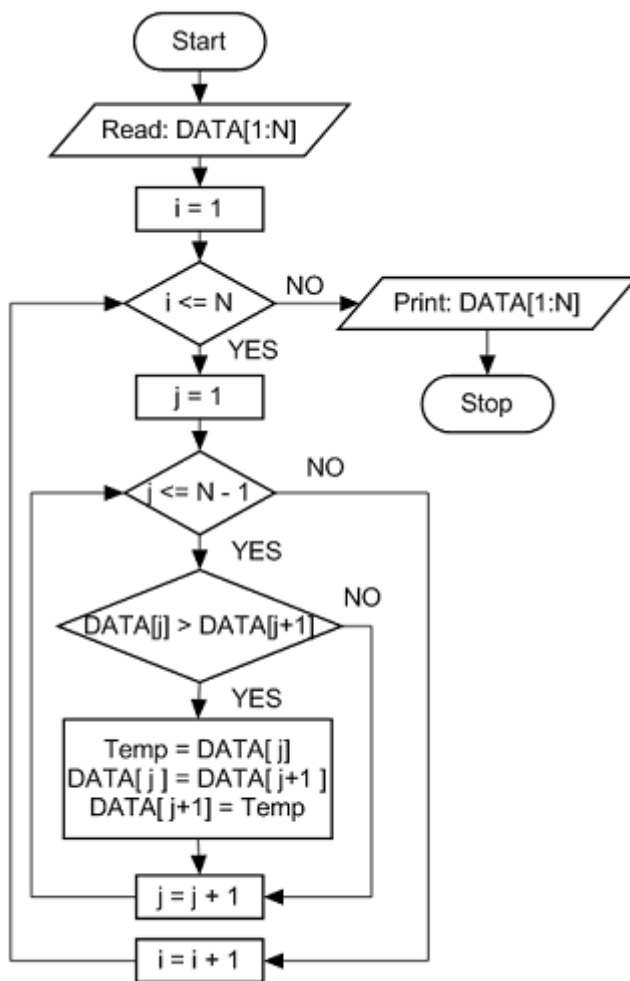 Start
Read: DATA[1:N]
i = 1
i <= N
NO
Print: DATA[1:N]
YES
Stop
j = 1
j <= N - 1
NO
YES
DATA[j] > DATA[j+1]
NO
YES
Temp = DATA[ j]
DATA[ j ] = DATA[ j+1 ]
DATA[ j+1] = Temp
j = j + 1
i = i + 1